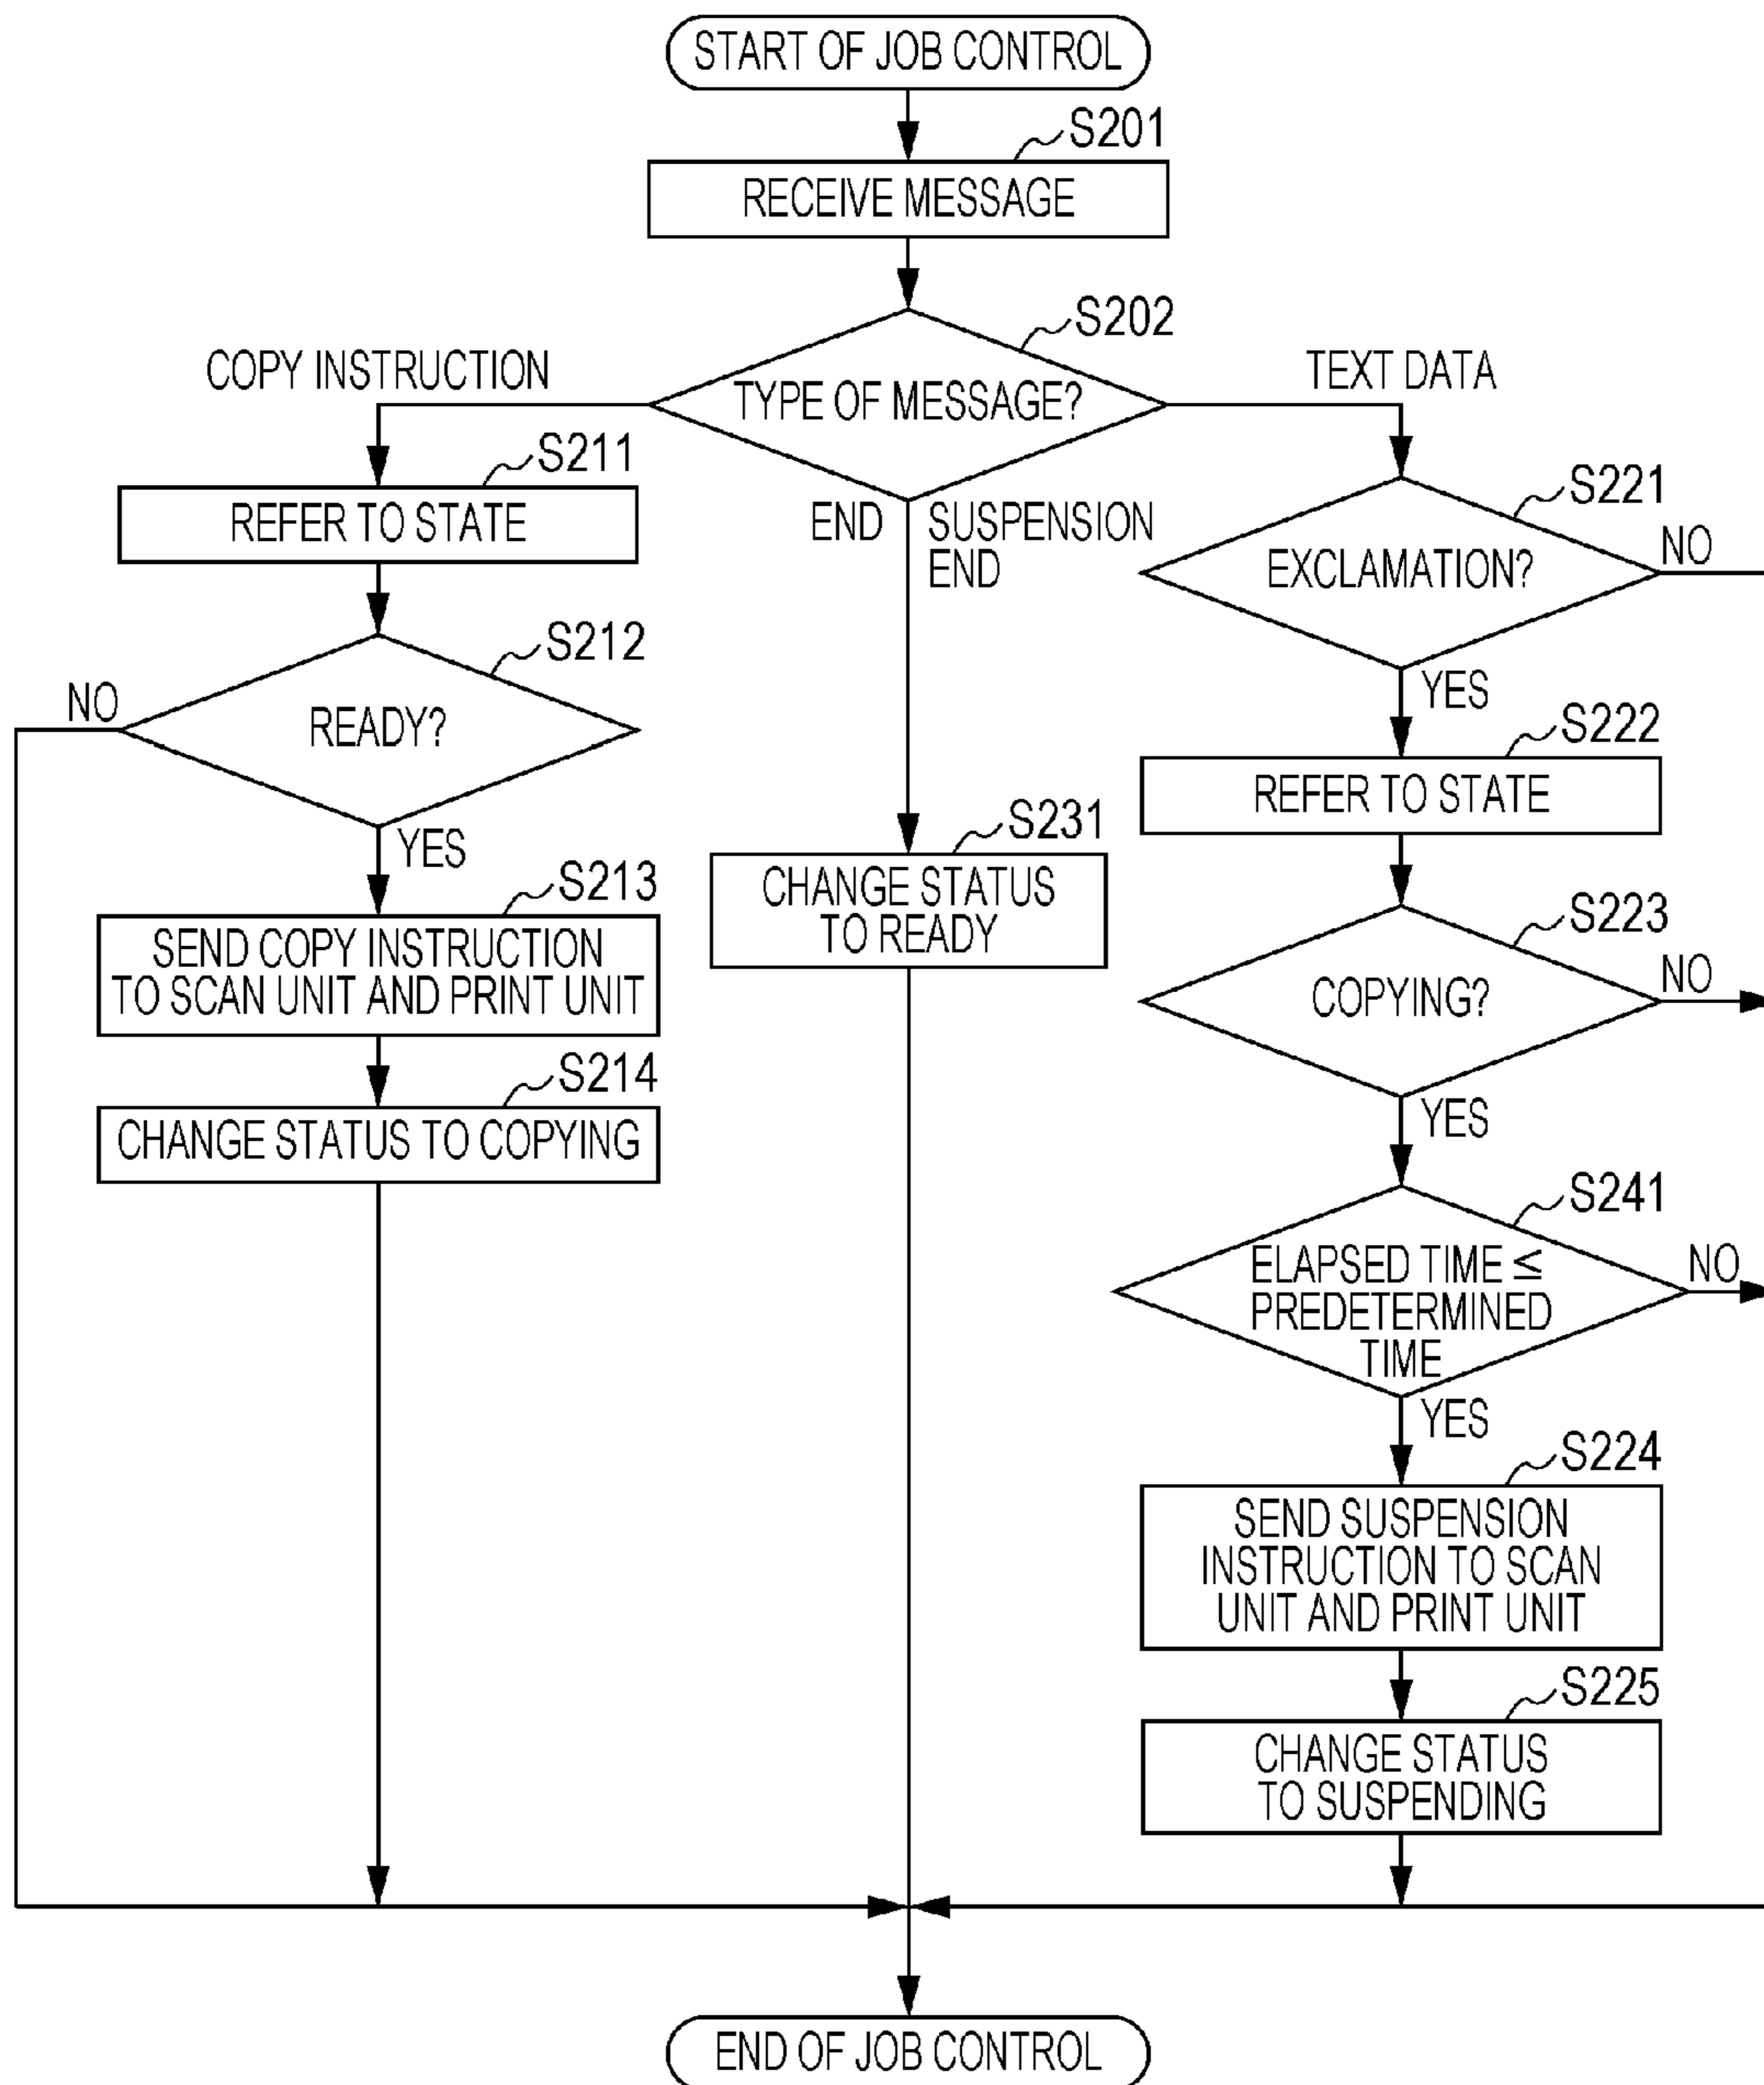 START OF JOB CONTROL
S201
RECEIVE MESSAGE
S202
TYPE OF MESSAGE?
COPY INSTRUCTION
TEXT DATA
END
SUSPENSION
END
S211
REFER TO STATE
S212
READY?
NO
YES
S213
SEND COPY INSTRUCTION
TO SCAN UNIT AND PRINT UNIT
S214
CHANGE STATUS TO COPYING
S231
CHANGE STATUS
TO READY
S221
EXCLAMATION?
NO
YES
S222
REFER TO STATE
S223
COPYING?
NO
YES
S241
ELAPSED TIME ≤
PREDETERMINED
TIME
NO
YES
S224
SEND SUSPENSION
INSTRUCTION TO SCAN
UNIT AND PRINT UNIT
S225
CHANGE STATUS
TO SUSPENDING
END OF JOB CONTROL